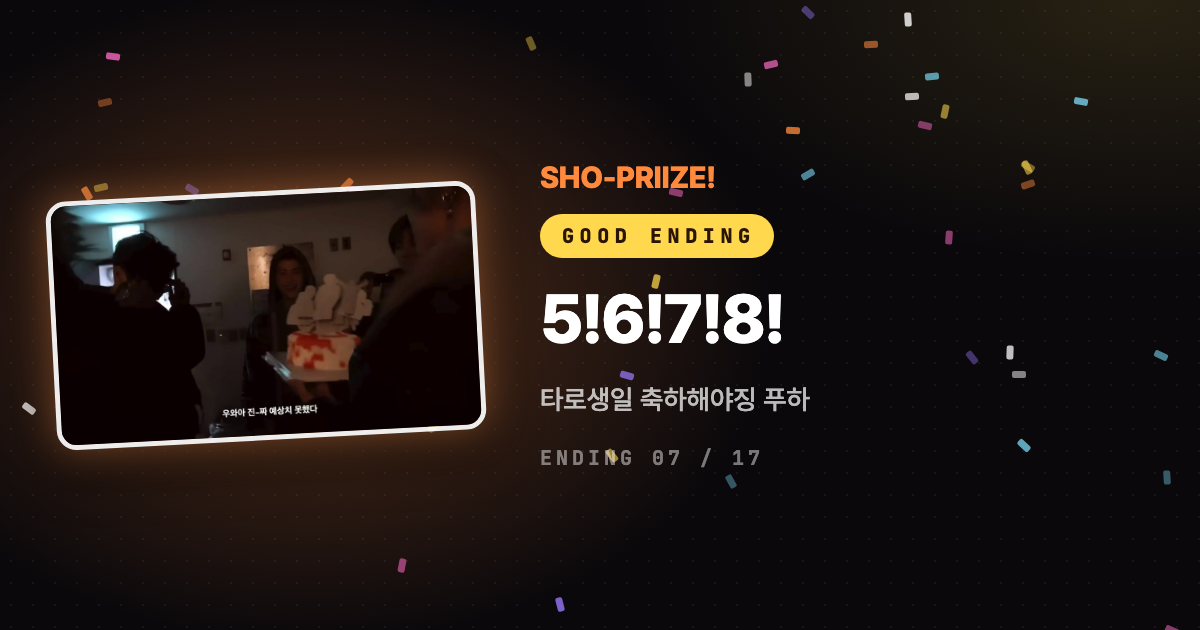 SHO-PRIIZE!
GOOD ENDING
5!6!7!8!
타로생일 축하해야징 푸하
ENDING 07 / 17
우와아 진-짜 예상치 못했다